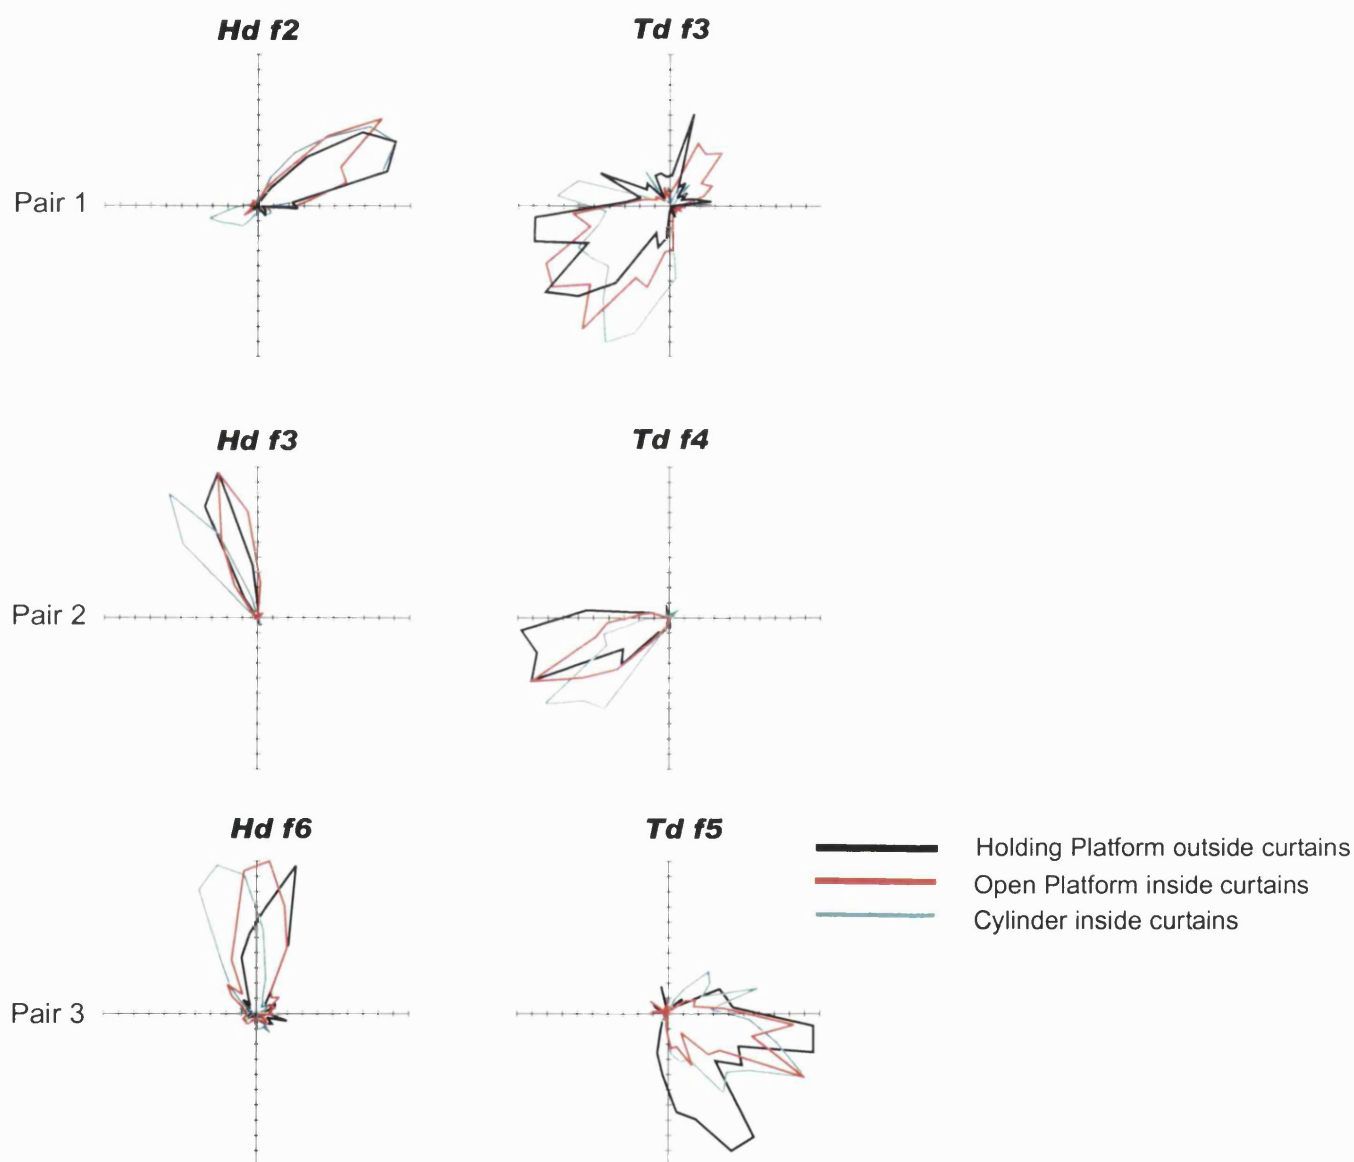 Hd f2
Td f3
Pair 1
Hd f3
Td f4
Pair 2
Hd f6
Td f5
Holding Platform outside curtains
Open Platform inside curtains
Cylinder inside curtains
Pair 3